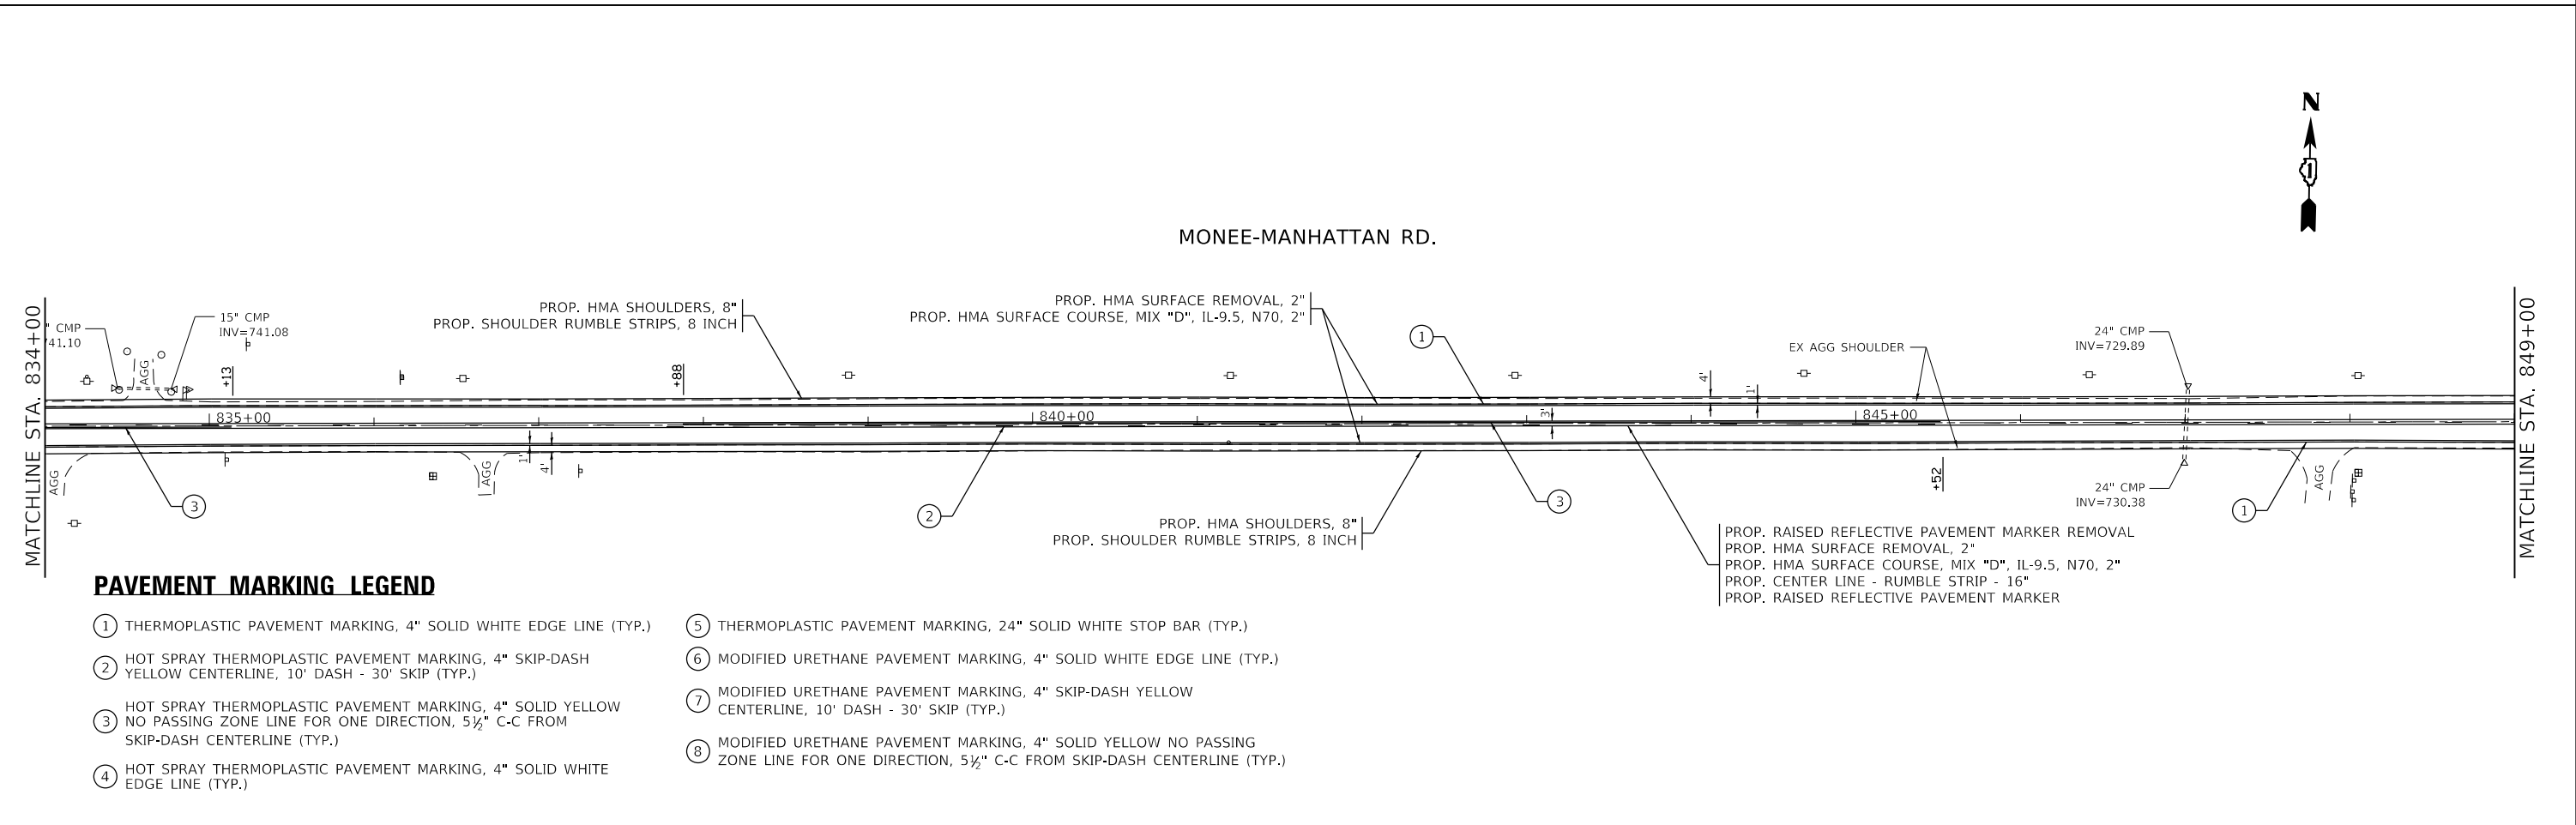 N
1
MONEE-MANHATTAN RD.
MATCHLINE STA. 834+00
" CMP
41.10
15" CMP
INV=741.08
AGG
+13
PROP. HMA SHOULDERS, 8"
PROP. SHOULDER RUMBLE STRIPS, 8 INCH
+88
PROP. HMA SURFACE REMOVAL, 2"
PROP. HMA SURFACE COURSE, MIX "D", IL-9.5, N70, 2"
1
4'
1'
EX AGG SHOULDER
24" CMP
INV=729.89
MATCHLINE STA. 849+00
835+00
840+00
3'
845+00
AGG
3
AGG
1'
4'
2
PROP. HMA SHOULDERS, 8"
PROP. SHOULDER RUMBLE STRIPS, 8 INCH
3
PROP. RAISED REFLECTIVE PAVEMENT MARKER REMOVAL
PROP. HMA SURFACE REMOVAL, 2"
PROP. HMA SURFACE COURSE, MIX "D", IL-9.5, N70, 2"
PROP. CENTER LINE - RUMBLE STRIP - 16"
PROP. RAISED REFLECTIVE PAVEMENT MARKER
+52
24" CMP
INV=730.38
1
AGG
PAVEMENT MARKING LEGEND
1 THERMOPLASTIC PAVEMENT MARKING, 4" SOLID WHITE EDGE LINE (TYP.)
2 HOT SPRAY THERMOPLASTIC PAVEMENT MARKING, 4" SKIP-DASH
YELLOW CENTERLINE, 10' DASH - 30' SKIP (TYP.)
3 HOT SPRAY THERMOPLASTIC PAVEMENT MARKING, 4" SOLID YELLOW
NO PASSING ZONE LINE FOR ONE DIRECTION, 5½" C-C FROM
SKIP-DASH CENTERLINE (TYP.)
4 HOT SPRAY THERMOPLASTIC PAVEMENT MARKING, 4" SOLID WHITE
EDGE LINE (TYP.)
5 THERMOPLASTIC PAVEMENT MARKING, 24" SOLID WHITE STOP BAR (TYP.)
6 MODIFIED URETHANE PAVEMENT MARKING, 4" SOLID WHITE EDGE LINE (TYP.)
7 MODIFIED URETHANE PAVEMENT MARKING, 4" SKIP-DASH YELLOW
CENTERLINE, 10' DASH - 30' SKIP (TYP.)
8 MODIFIED URETHANE PAVEMENT MARKING, 4" SOLID YELLOW NO PASSING
ZONE LINE FOR ONE DIRECTION, 5½" C-C FROM SKIP-DASH CENTERLINE (TYP.)